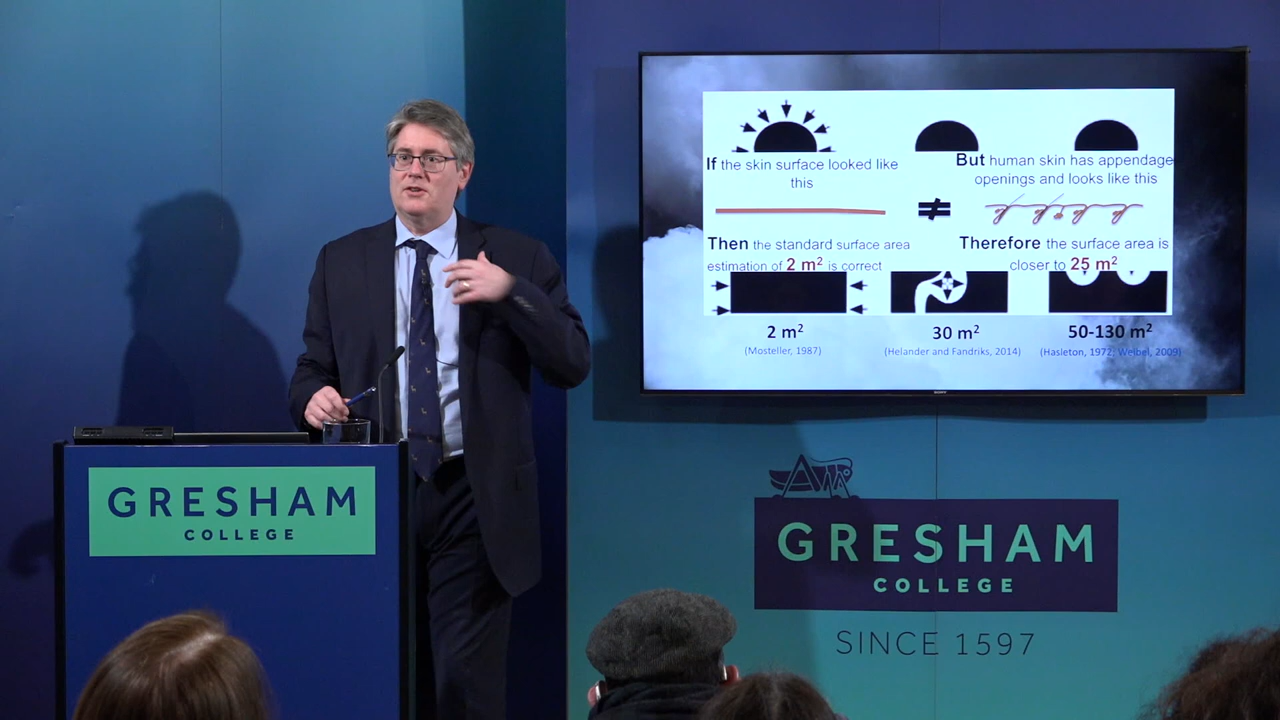 If the skin surface looked like
this
But human skin has appendage
openings and looks like this
≠
Then the standard surface area
estimation of 2 m² is correct
Therefore the surface area is
closer to 25 m²
2 m²
(Mosteller, 1987)
30 m²
(Helander and Fandriks, 2014)
50-130 m²
(Hasleton, 1972; Weibel, 2009)
SONY
GRESHAM
COLLEGE
GRESHAM
COLLEGE
SINCE 1597